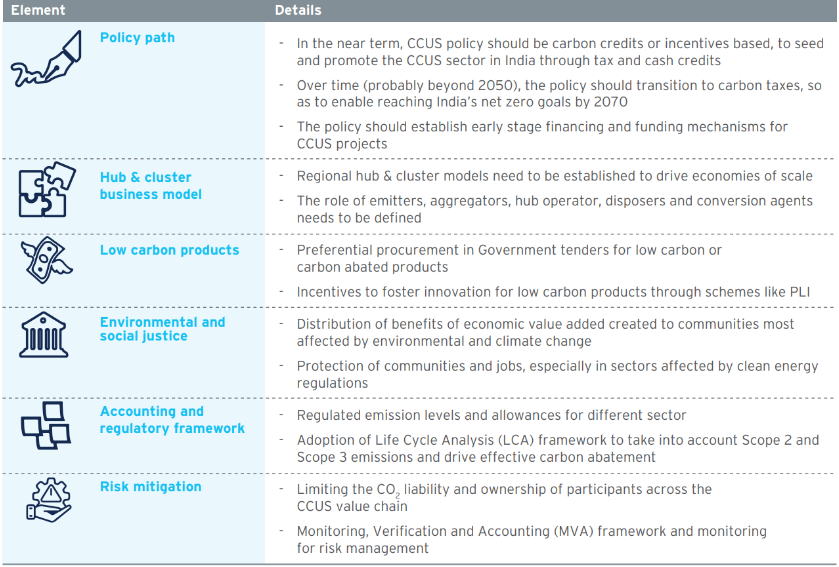 Element Details
Policy path
- In the near term, CCUS policy should be carbon credits or incentives based, to seed
and promote the CCUS sector in India through tax and cash credits
- Over time (probably beyond 2050), the policy should transition to carbon taxes, so
as to enable reaching India's net zero goals by 2070
- The policy should establish early stage financing and funding mechanisms for
CCUS projects
Hub & cluster
business model
- Regional hub & cluster models need to be established to drive economies of scale
- The role of emitters, aggregators, hub operator, disposers and conversion agents
needs to be defined
Low carbon products
- Preferential procurement in Government tenders for low carbon or
carbon abated products
- Incentives to foster innovation for low carbon products through schemes like PLI
Environmental and
social justice
- Distribution of benefits of economic value added created to communities most
affected by environmental and climate change
- Protection of communities and jobs, especially in sectors affected by clean energy
regulations
Accounting and
regulatory framework
- Regulated emission levels and allowances for different sector
- Adoption of Life Cycle Analysis (LCA) framework to take into account Scope 2 and
Scope 3 emissions and drive effective carbon abatement
Risk mitigation
- Limiting the CO₂ liability and ownership of participants across the
CCUS value chain
- Monitoring, Verification and Accounting (MVA) framework and monitoring
for risk management